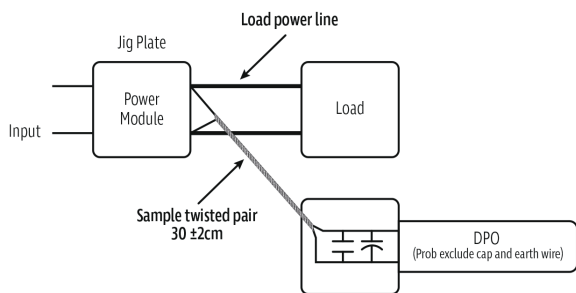 Load power line
Jig Plate
Power
Module
Load
Input
Sample twisted pair
30 ±2cm
DPO
(Prob exclude cap and earth wire)